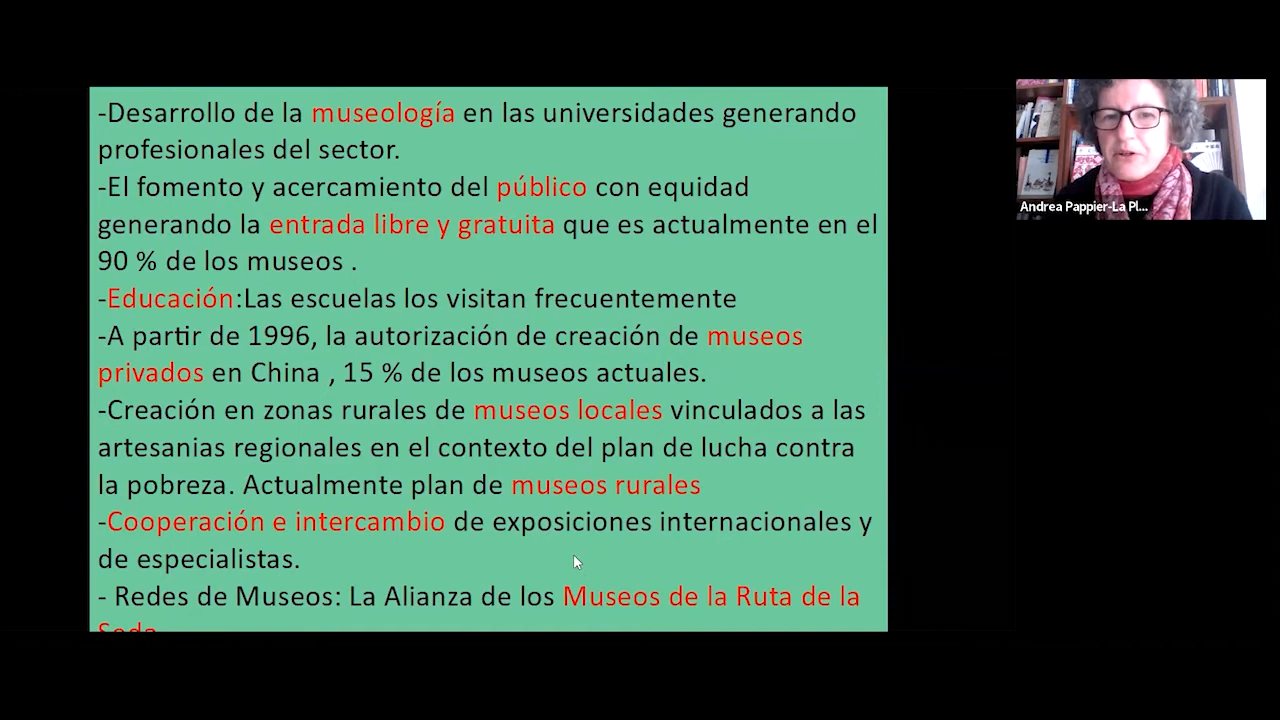 -Desarrollo de la museología en las universidades generando
profesionales del sector.
-El fomento y acercamiento del público con equidad
generando la entrada libre y gratuita que es actualmente en el
90 % de los museos .
-Educación:Las escuelas los visitan frecuentemente
-A partir de 1996, la autorización de creación de museos
privados en China , 15 % de los museos actuales.
-Creación en zonas rurales de museos locales vinculados a las
artesanias regionales en el contexto del plan de lucha contra
la pobreza. Actualmente plan de museos rurales
-Cooperación e intercambio de exposiciones internacionales y
de especialistas.
- Redes de Museos: La Alianza de los Museos de la Ruta de la
Seda
Andrea Pappier-La Pl...